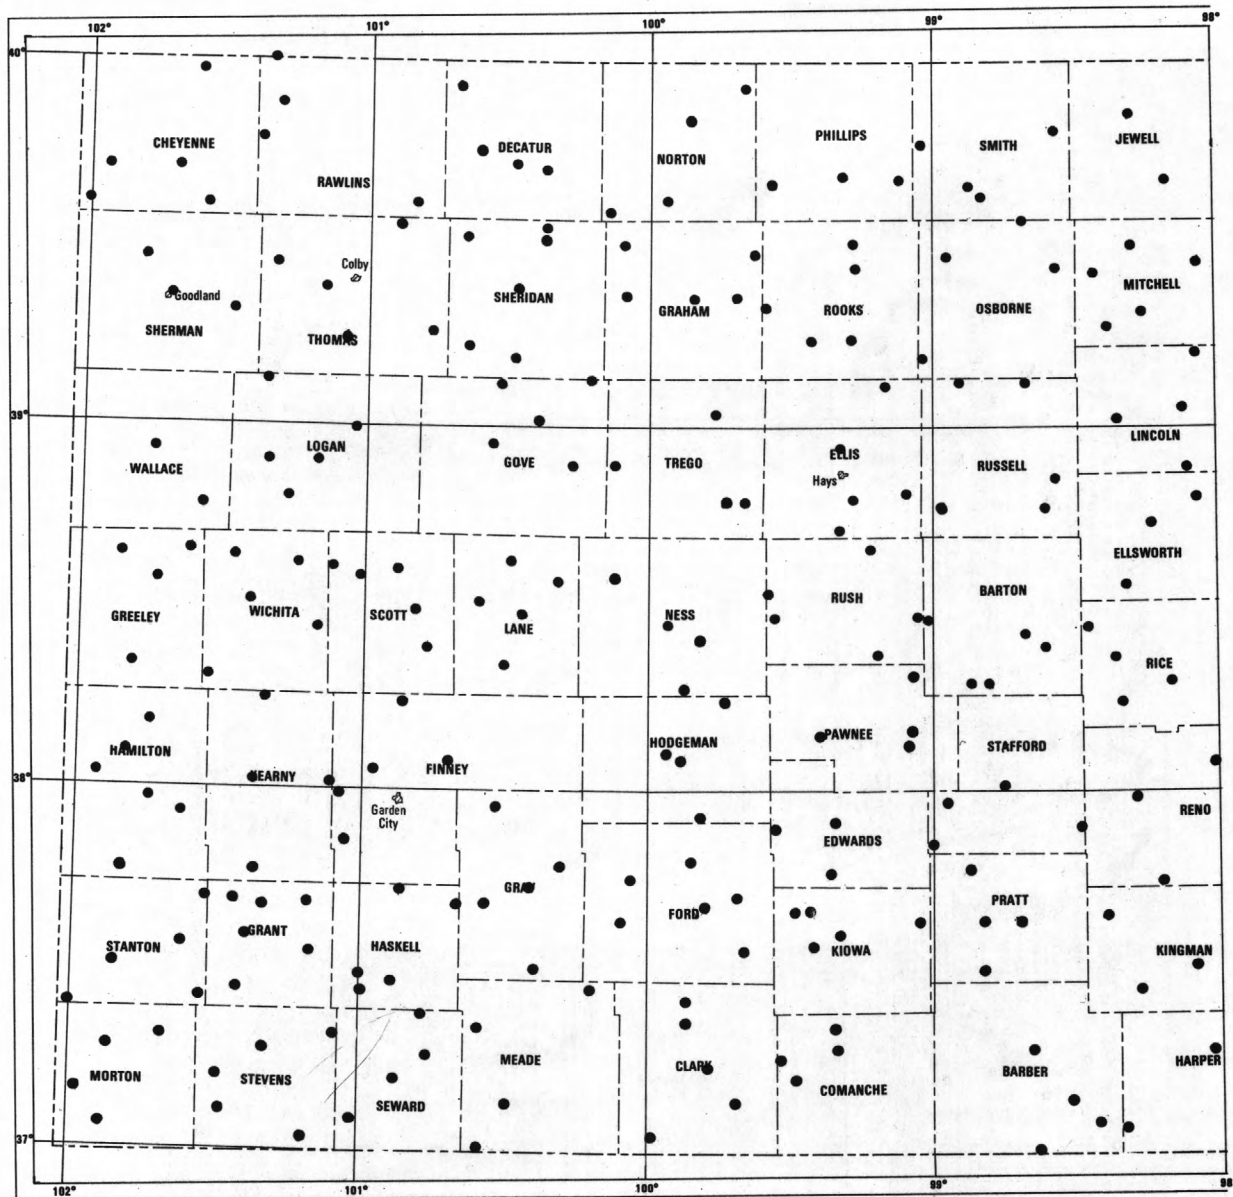 102°
101°
100°
99°
98°
40°
CHEYENNE
RAWLINS
DECATUR
NORTON
PHILLIPS
SMITH
JEWELL
Colby
Goodland
SHERMAN
THOMAS
SHERIDAN
GRAHAM
ROOKS
OSBORNE
MITCHELL
39°
WALLACE
LOGAN
GOVE
TREGO
ELLIS
Hays
RUSSELL
LINCOLN
ELLSWORTH
GREELEY
WICHITA
SCOTT
LANE
NESS
RUSH
BARTON
RICE
38°
HAMILTON
KEARNY
FINNEY
HODGEMAN
PAWNEE
STAFFORD
Garden
City
EDWARDS
RENO
STANTON
GRANT
HASKELL
GRAY
FORD
KIOWA
PRATT
KINGMAN
37°
MORTON
STEVENS
SEWARD
MEADE
CLARK
COMANCHE
BARBER
HARPER
102°
101°
100°
99°
98